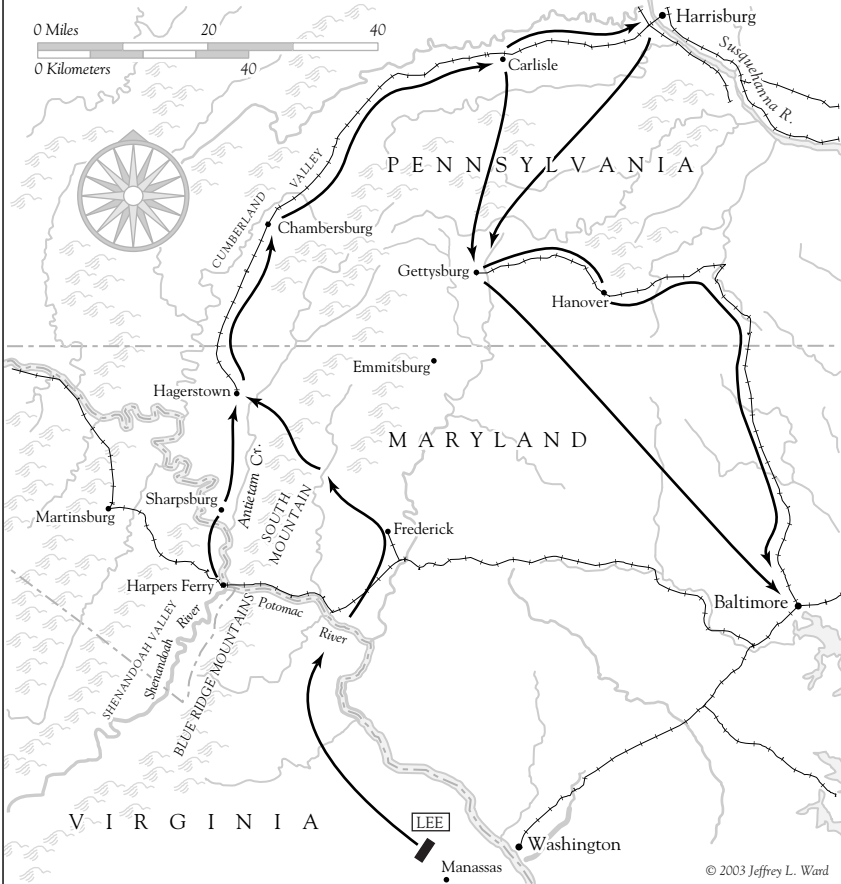 0 Miles 20 40
0 Kilometers 40
Harrisburg
Susquehanna R.
Carlisle
PENNSYLVANIA
CUMBERLAND VALLEY
Chambersburg
Gettysburg
Hanover
Emmitsburg
Hagerstown
MARYLAND
Antietam Cr.
SOUTH
MOUNTAIN
Sharpsburg
Martinsburg
Frederick
Harpers Ferry
Potomac
River
Baltimore
SHENANDOAH VALLEY
Shenandoah River
BLUE RIDGE MOUNTAINS
VIRGINIA
LEE
Washington
Manassas
© 2003 Jeffrey L. Ward